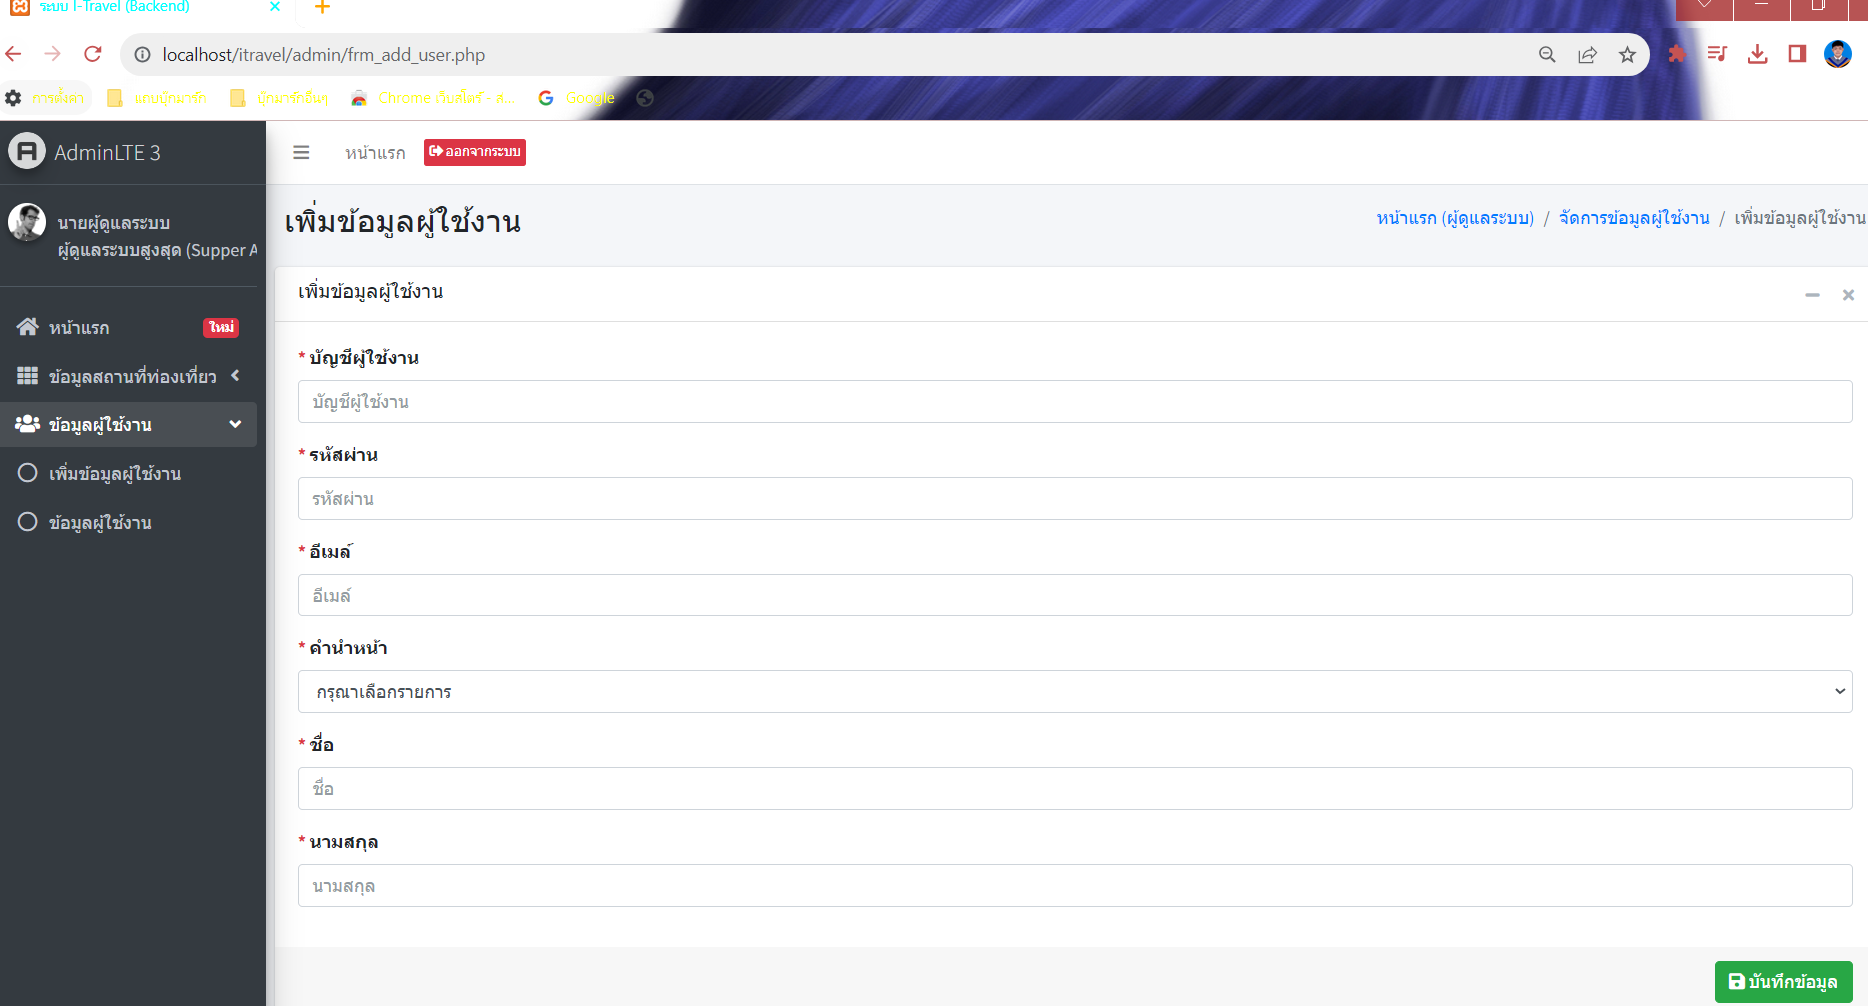 ระบบ I-Travel (Backend)
localhost/itravel/admin/frm_add_user.php
การตั้งค่า แถบบุ๊กมาร์ก บุ๊กมาร์กอื่นๆ Chrome เว็บสโตร์ - ส... Google
AdminLTE 3
หน้าแรก ออกจากระบบ
นายผู้ดูแลระบบ
ผู้ดูแลระบบสูงสุด (Supper A
เพิ่มข้อมูลผู้ใช้งาน
หน้าแรก (ผู้ดูแลระบบ) / จัดการข้อมูลผู้ใช้งาน / เพิ่มข้อมูลผู้ใช้งาน
หน้าแรก ใหม่
ข้อมูลสถานที่ท่องเที่ยว
ข้อมูลผู้ใช้งาน
เพิ่มข้อมูลผู้ใช้งาน
ข้อมูลผู้ใช้งาน
เพิ่มข้อมูลผู้ใช้งาน
* บัญชีผู้ใช้งาน
บัญชีผู้ใช้งาน
* รหัสผ่าน
รหัสผ่าน
* อีเมล์
อีเมล์
* คำนำหน้า
กรุณาเลือกรายการ
* ชื่อ
ชื่อ
* นามสกุล
นามสกุล
บันทึกข้อมูล